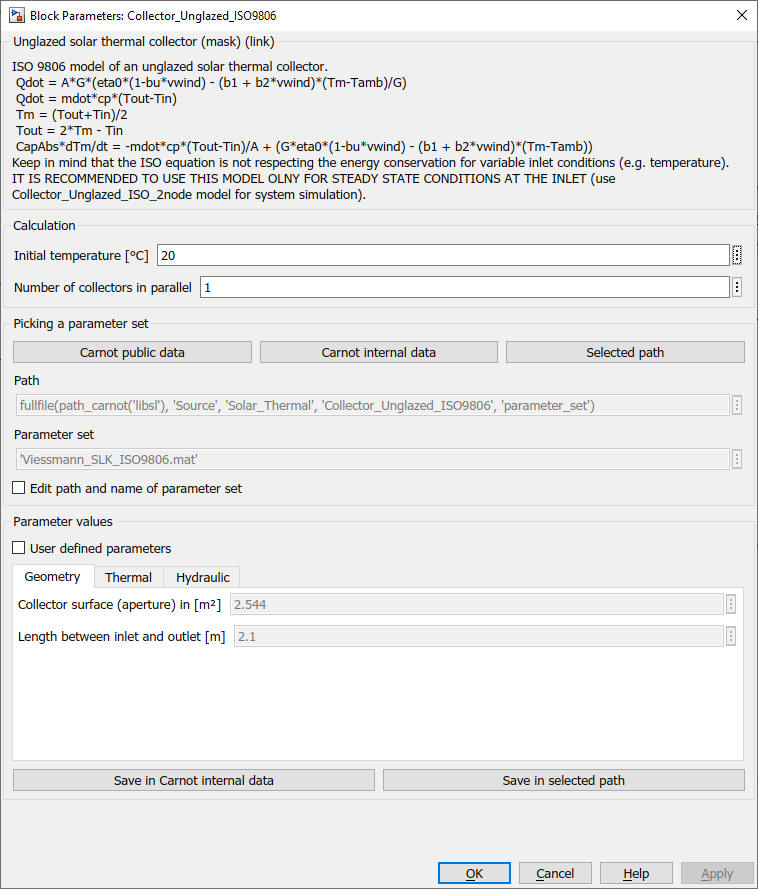 Block Parameters: Collector_Unglazed_ISO9806
Unglazed solar thermal collector (mask) (link)
ISO 9806 model of an unglazed solar thermal collector.
Qdot = A*G*(eta0*(1-bu*vwind) - (b1 + b2*vwind)*(Tm-Tamb)/G)
Qdot = mdot*cp*(Tout-Tin)
Tm = (Tout+Tin)/2
Tout = 2*Tm - Tin
CapAbs*dTm/dt = -mdot*cp*(Tout-Tin)/A + (G*eta0*(1-bu*vwind) - (b1 + b2*vwind)*(Tm-Tamb))
Keep in mind that the ISO equation is not respecting the energy conservation for variable inlet conditions (e.g. temperature).
IT IS RECOMMENDED TO USE THIS MODEL OLNY FOR STEADY STATE CONDITIONS AT THE INLET (use
Collector_Unglazed_ISO_2node model for system simulation).
Calculation
Initial temperature [ºC] 20
Number of collectors in parallel 1
Picking a parameter set
Carnot public data Carnot internal data Selected path
Path
fullfile(path_carnot('libsl'), 'Source', 'Solar_Thermal', 'Collector_Unglazed_ISO9806', 'parameter_set')
Parameter set
'Viessmann_SLK_ISO9806.mat'
Edit path and name of parameter set
Parameter values
User defined parameters
Geometry Thermal Hydraulic
Collector surface (aperture) in [m²] 2.544
Length between inlet and outlet [m] 2.1
Save in Carnot internal data Save in selected path
OK Cancel Help Apply